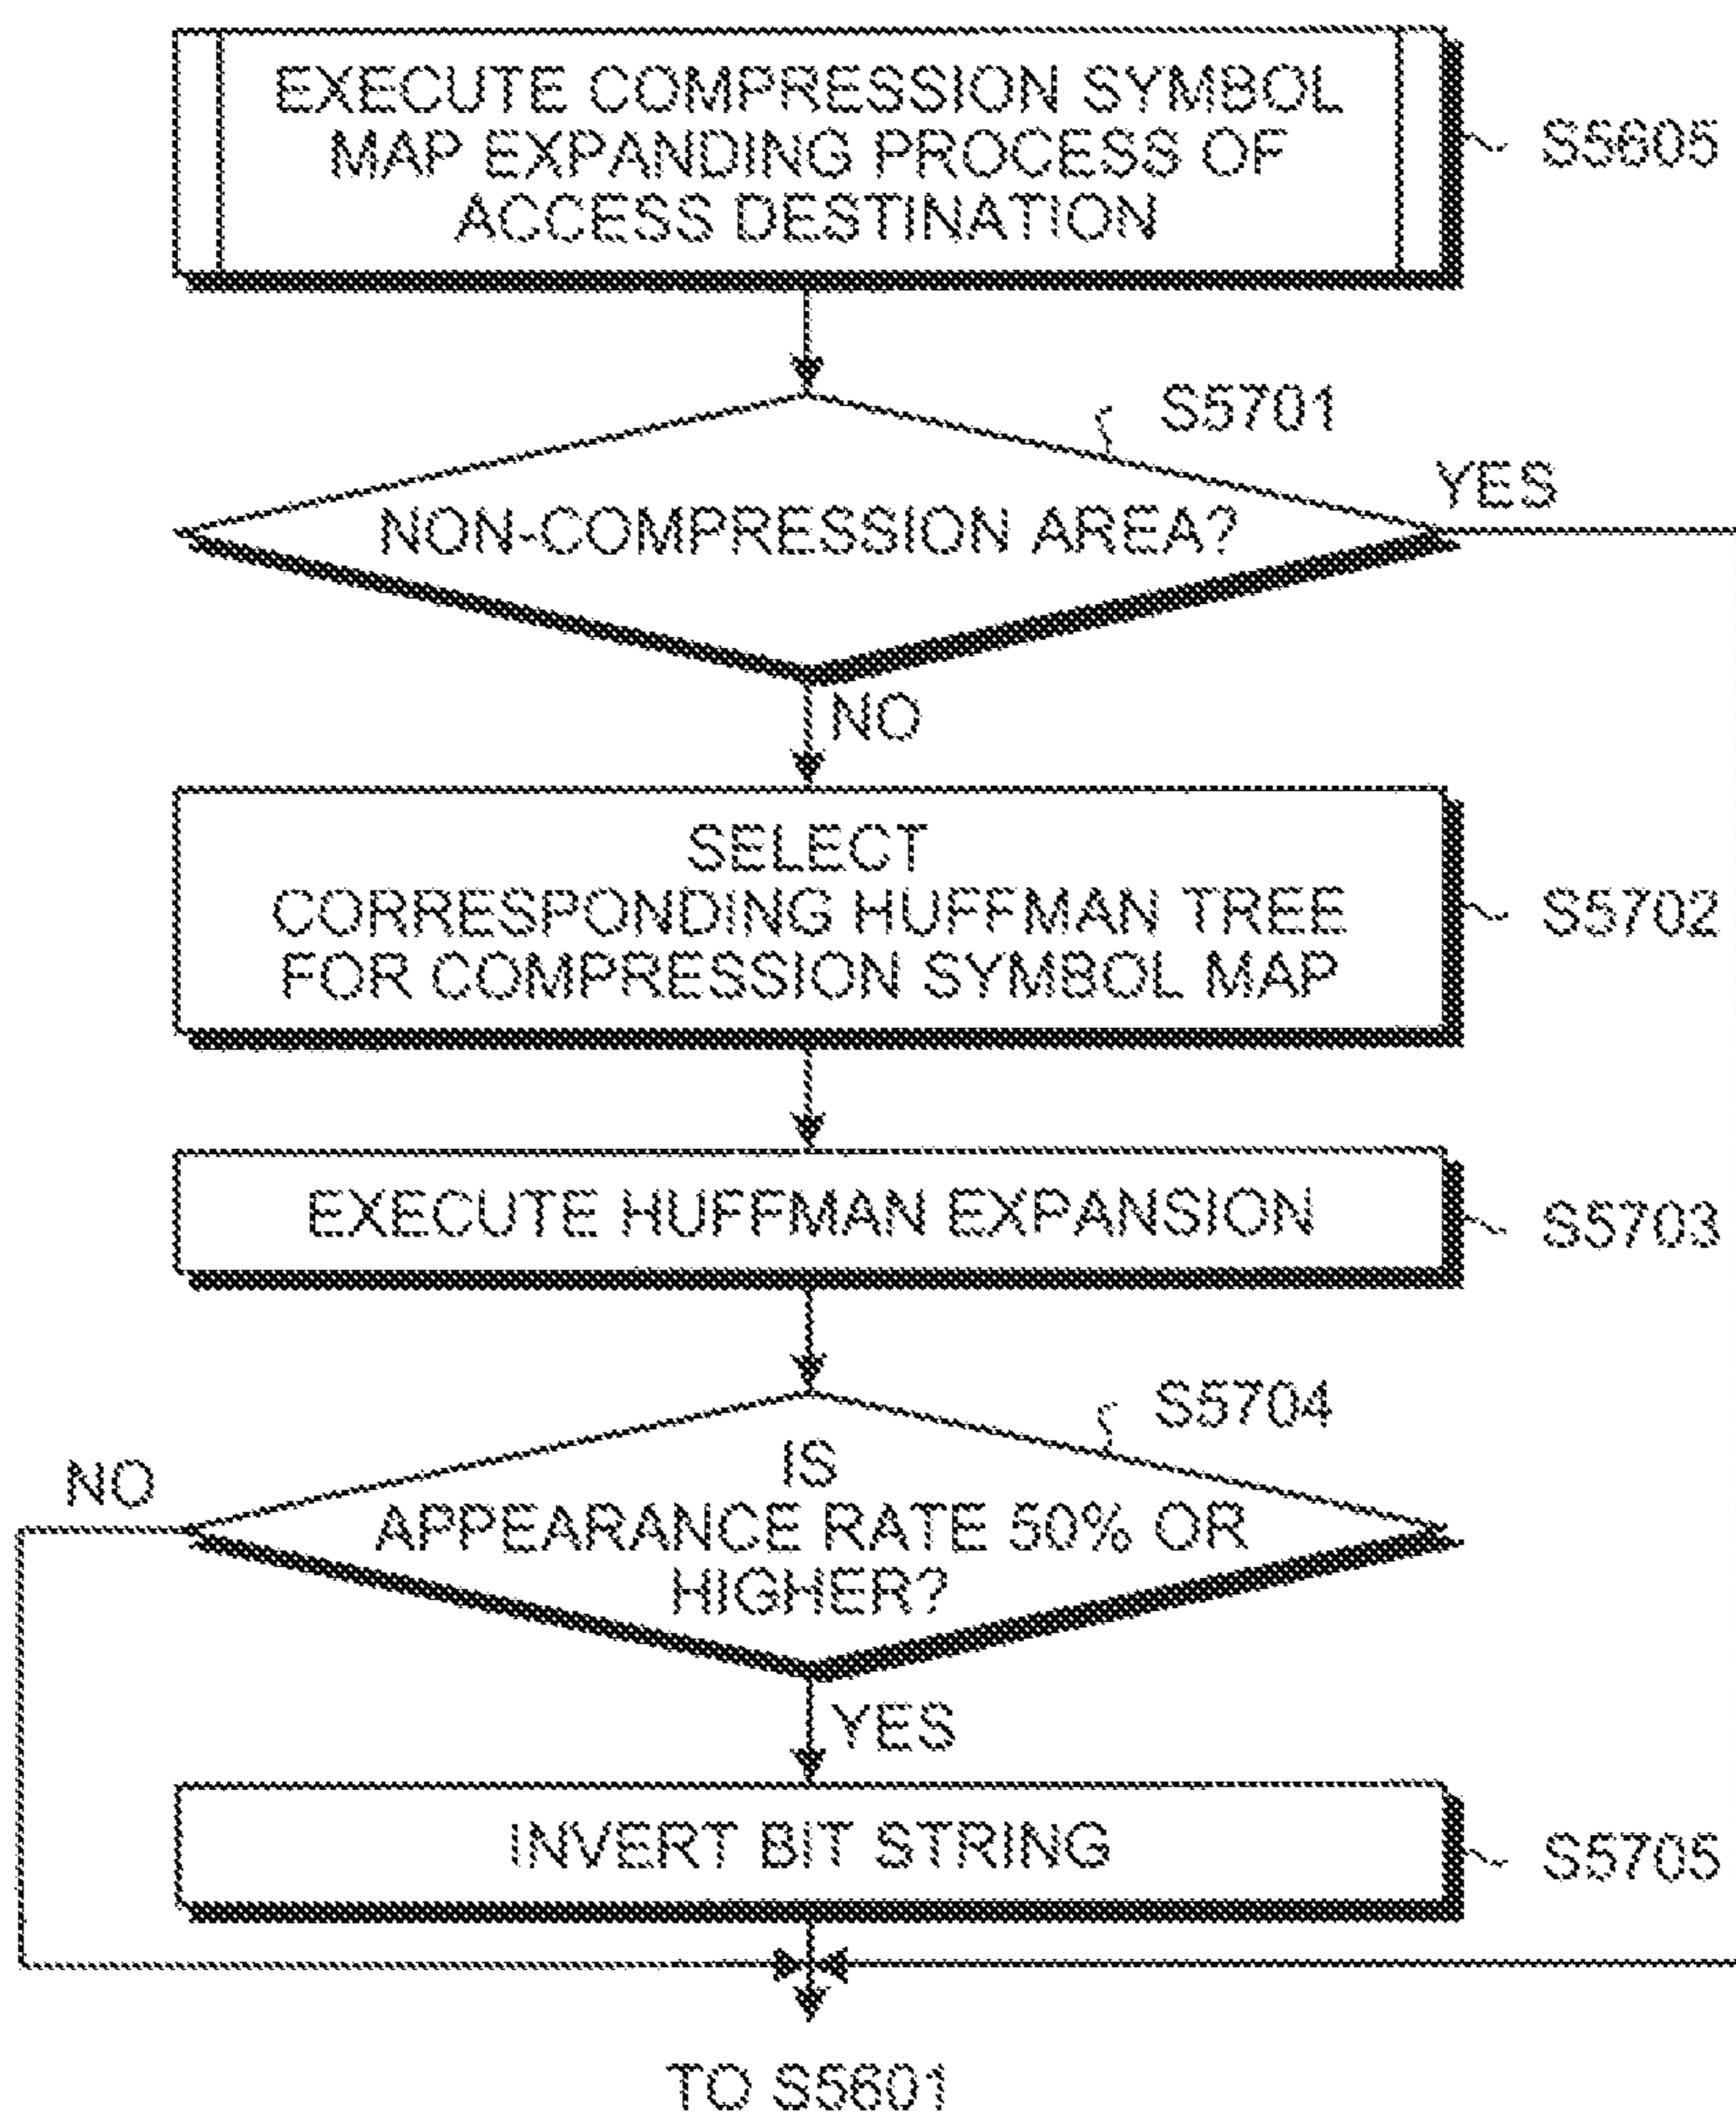 EXECUTE COMPRESSION SYMBOL
MAP EXPANDING PROCESS OF
ACCESS DESTINATION
S5605
S5701
YES
NON-COMPRESSION AREA?
NO
SELECT
CORRESPONDING HUFFMAN TREE
FOR COMPRESSION SYMBOL MAP
S5702
EXECUTE HUFFMAN EXPANSION
S5703
S5704
NO
IS
APPEARANCE RATE 50% OR
HIGHER?
YES
INVERT BIT STRING
S5705
TO S5601